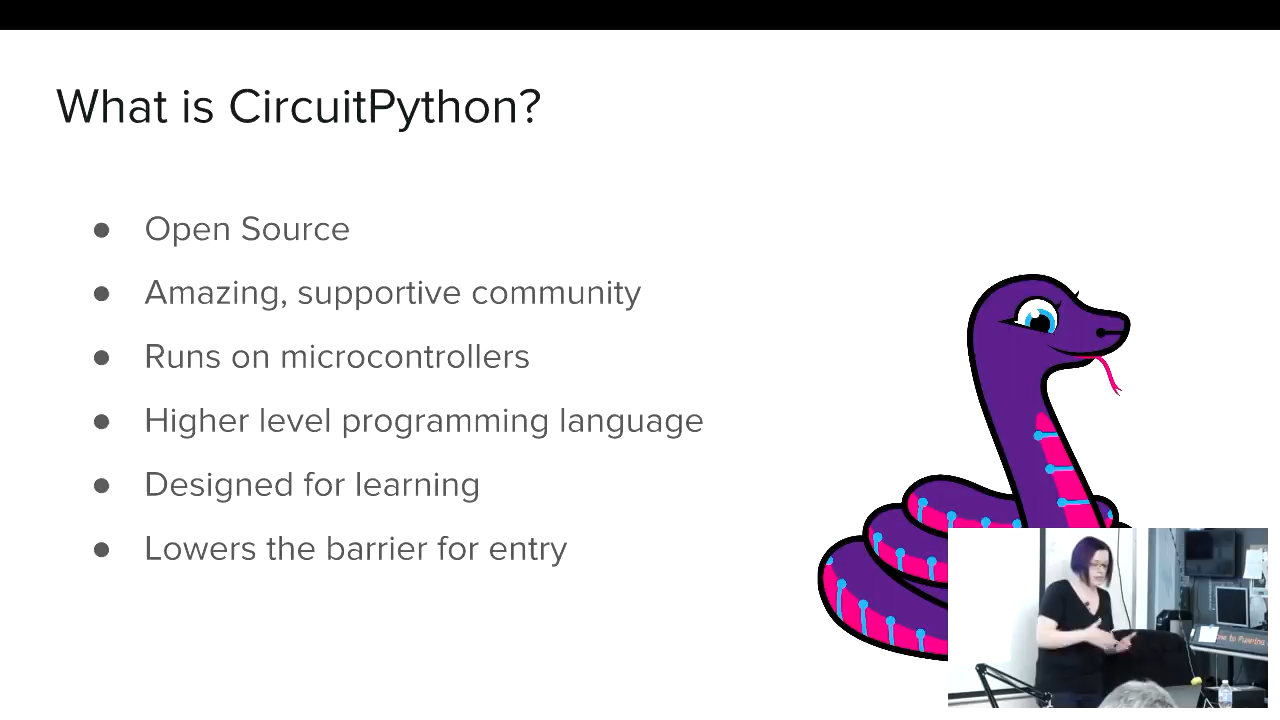 What is CircuitPython?
● Open Source
● Amazing, supportive community
● Runs on microcontrollers
● Higher level programming language
● Designed for learning
● Lowers the barrier for entry
to